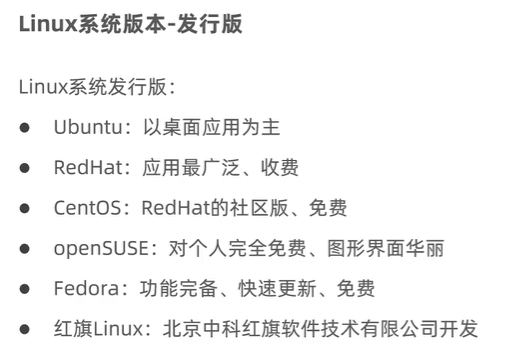 Linux系统版本-发行版
Linux系统发行版：
● Ubuntu：以桌面应用为主
● RedHat：应用最广泛、收费
● CentOS：RedHat的社区版、免费
● openSUSE：对个人完全免费、图形界面华丽
● Fedora：功能完备、快速更新、免费
● 红旗Linux：北京中科红旗软件技术有限公司开发